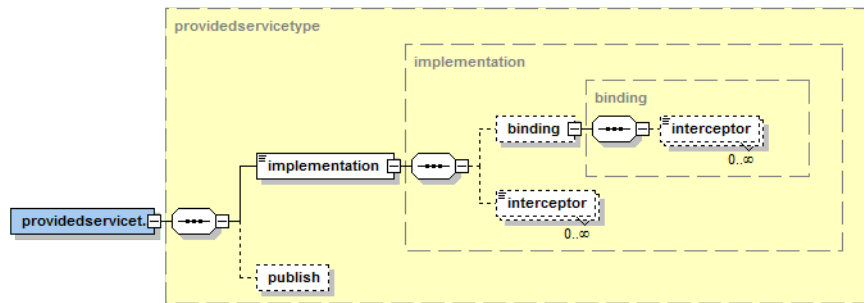 providedservicetype
implementation
binding
binding
interceptor
0..∞
implementation
interceptor
0..∞
providedservicet.
publish